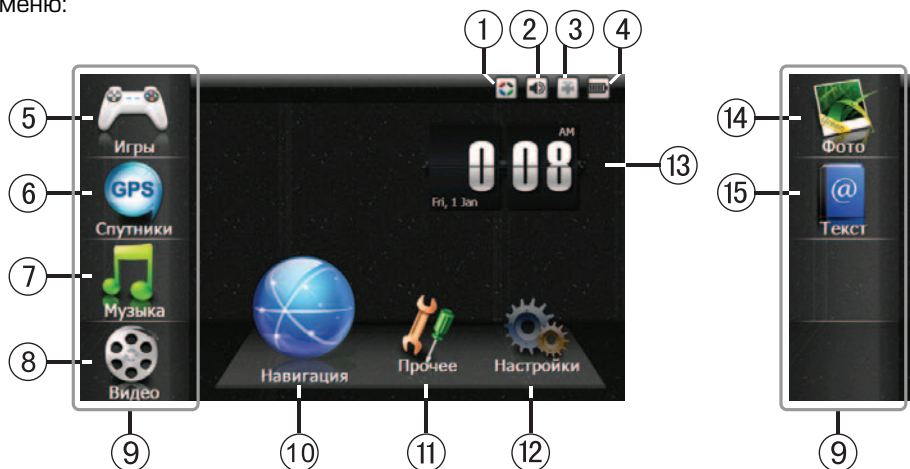 меню:
1 2 3 4
5 Игры
AM
0 08
Fri, 1 Jan
13
14 Фото
6 GPS
Спутники
15 @
Текст
7 Музыка
8 Видео
Навигация
Прочее
Настройки
9 10 11 12 9